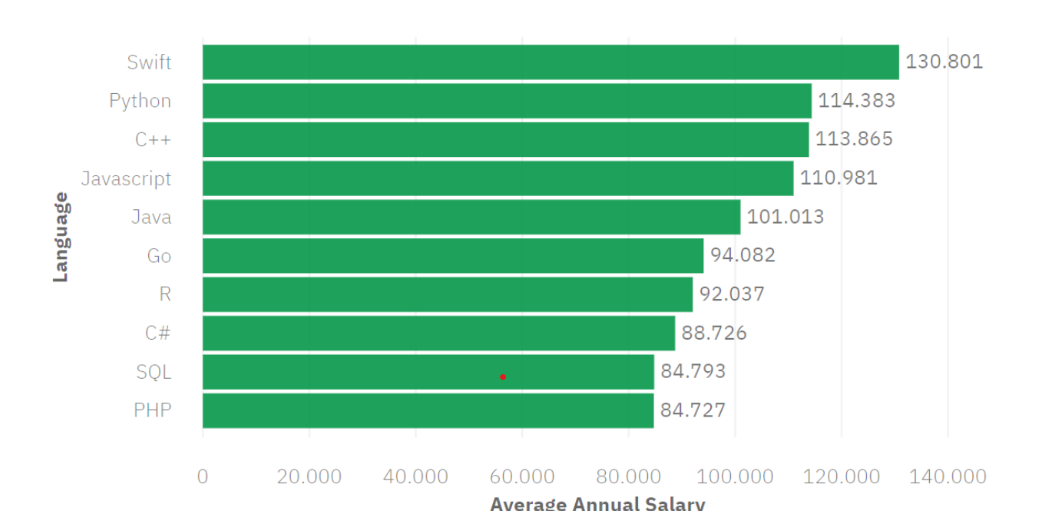 Swift 130.801
Python 114.383
C++ 113.865
Javascript 110.981
Java 101.013
Go 94.082
R 92.037
C# 88.726
SQL 84.793
PHP 84.727
Language
0 20.000 40.000 60.000 80.000 100.000 120.000 140.000
Average Annual Salary